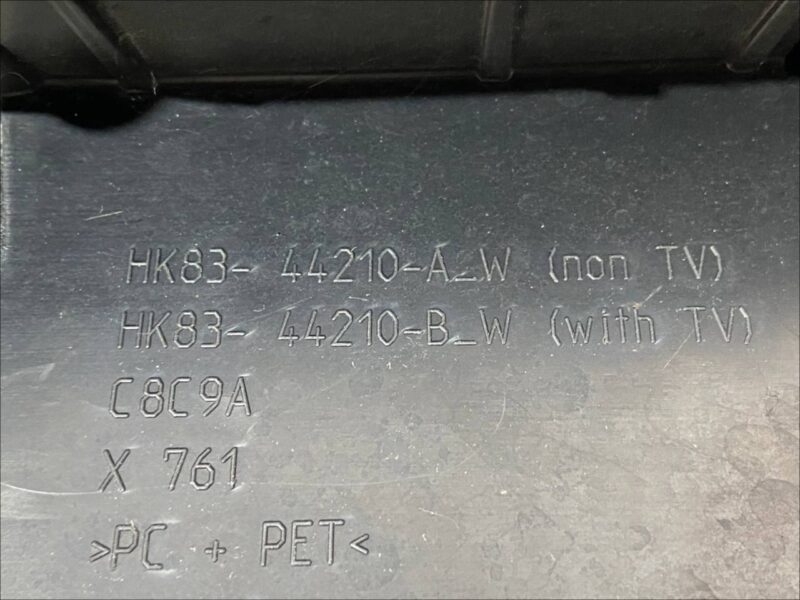 HK83- 44210-A_W (non TV)
HK83- 44210-B_W (with TV)
C8C9A
X 761
>PC + PET<